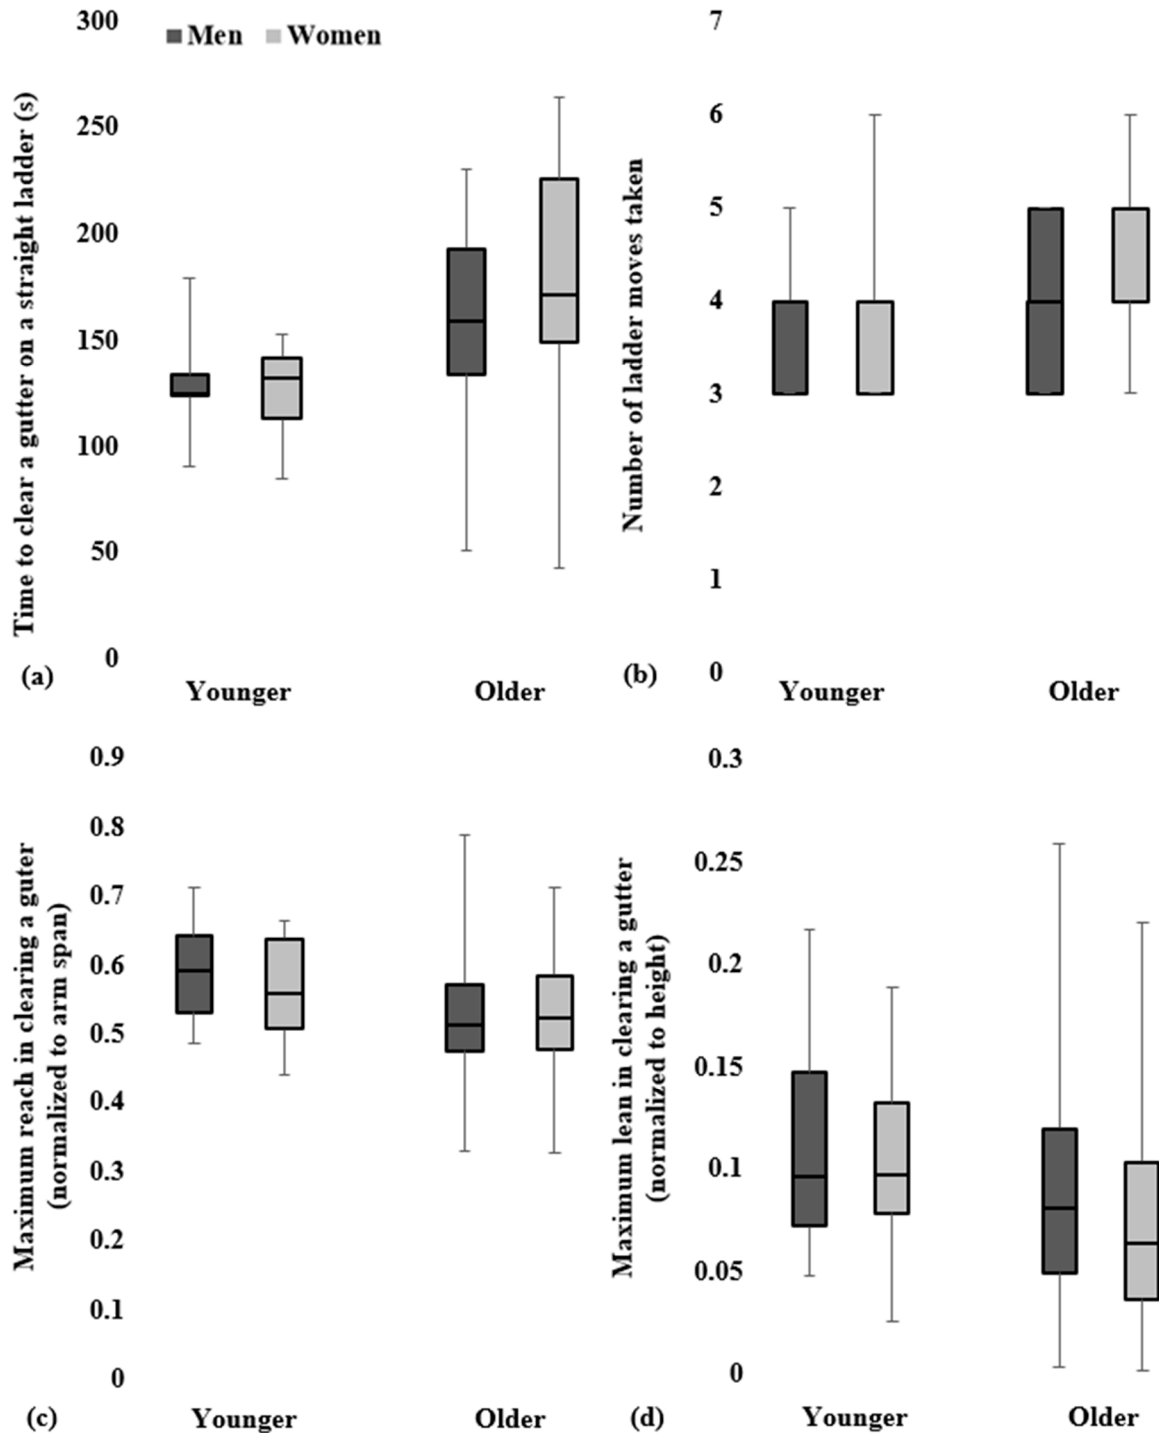 Men Women
Time to clear a gutter on a straight ladder (s)
300
250
200
150
100
50
0
(a)
Younger
Older
Number of ladder moves taken
7
6
5
4
3
2
1
0
(b)
Younger
Older
Maximum reach in clearing a guter
(normalized to arm span)
0.9
0.8
0.7
0.6
0.5
0.4
0.3
0.2
0.1
0
(c)
Younger
Older
Maximum lean in clearing a gutter
(normalized to height)
0.3
0.25
0.2
0.15
0.1
0.05
0
(d)
Younger
Older